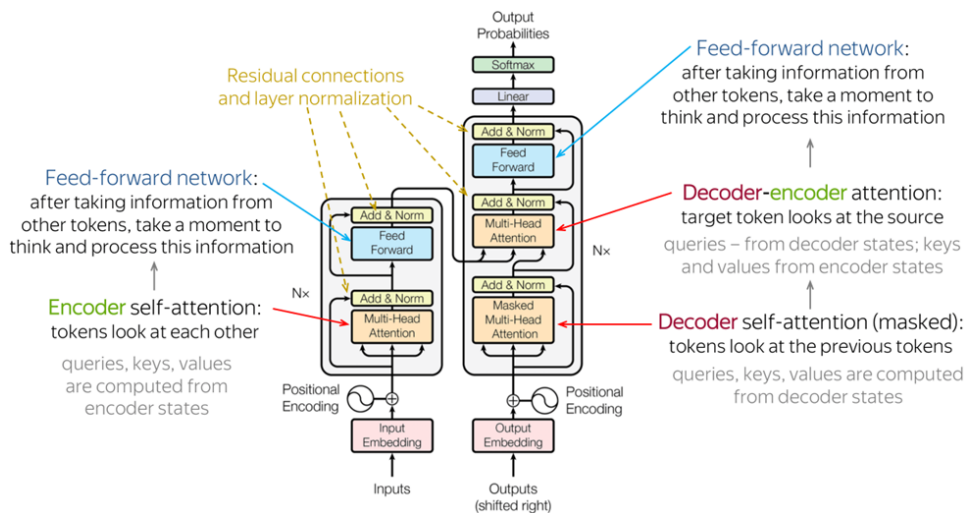 Output
Probabilities
Softmax
Linear
Add & Norm
Feed
Forward
Add & Norm
Multi-Head
Attention
Add & Norm
Masked
Multi-Head
Attention
N×
Positional
Encoding
Output
Embedding
Outputs
(shifted right)
Residual connections
and layer normalization
Feed-forward network:
after taking information from
other tokens, take a moment to
think and process this information
Encoder self-attention:
tokens look at each other
queries, keys, values
are computed from
encoder states
Add & Norm
Feed
Forward
Add & Norm
Multi-Head
Attention
N×
Positional
Encoding
Input
Embedding
Inputs
Feed-forward network:
after taking information from
other tokens, take a moment to
think and process this information
Decoder-encoder attention:
target token looks at the source
queries – from decoder states; keys
and values from encoder states
Decoder self-attention (masked):
tokens look at the previous tokens
queries, keys, values are computed
from decoder states